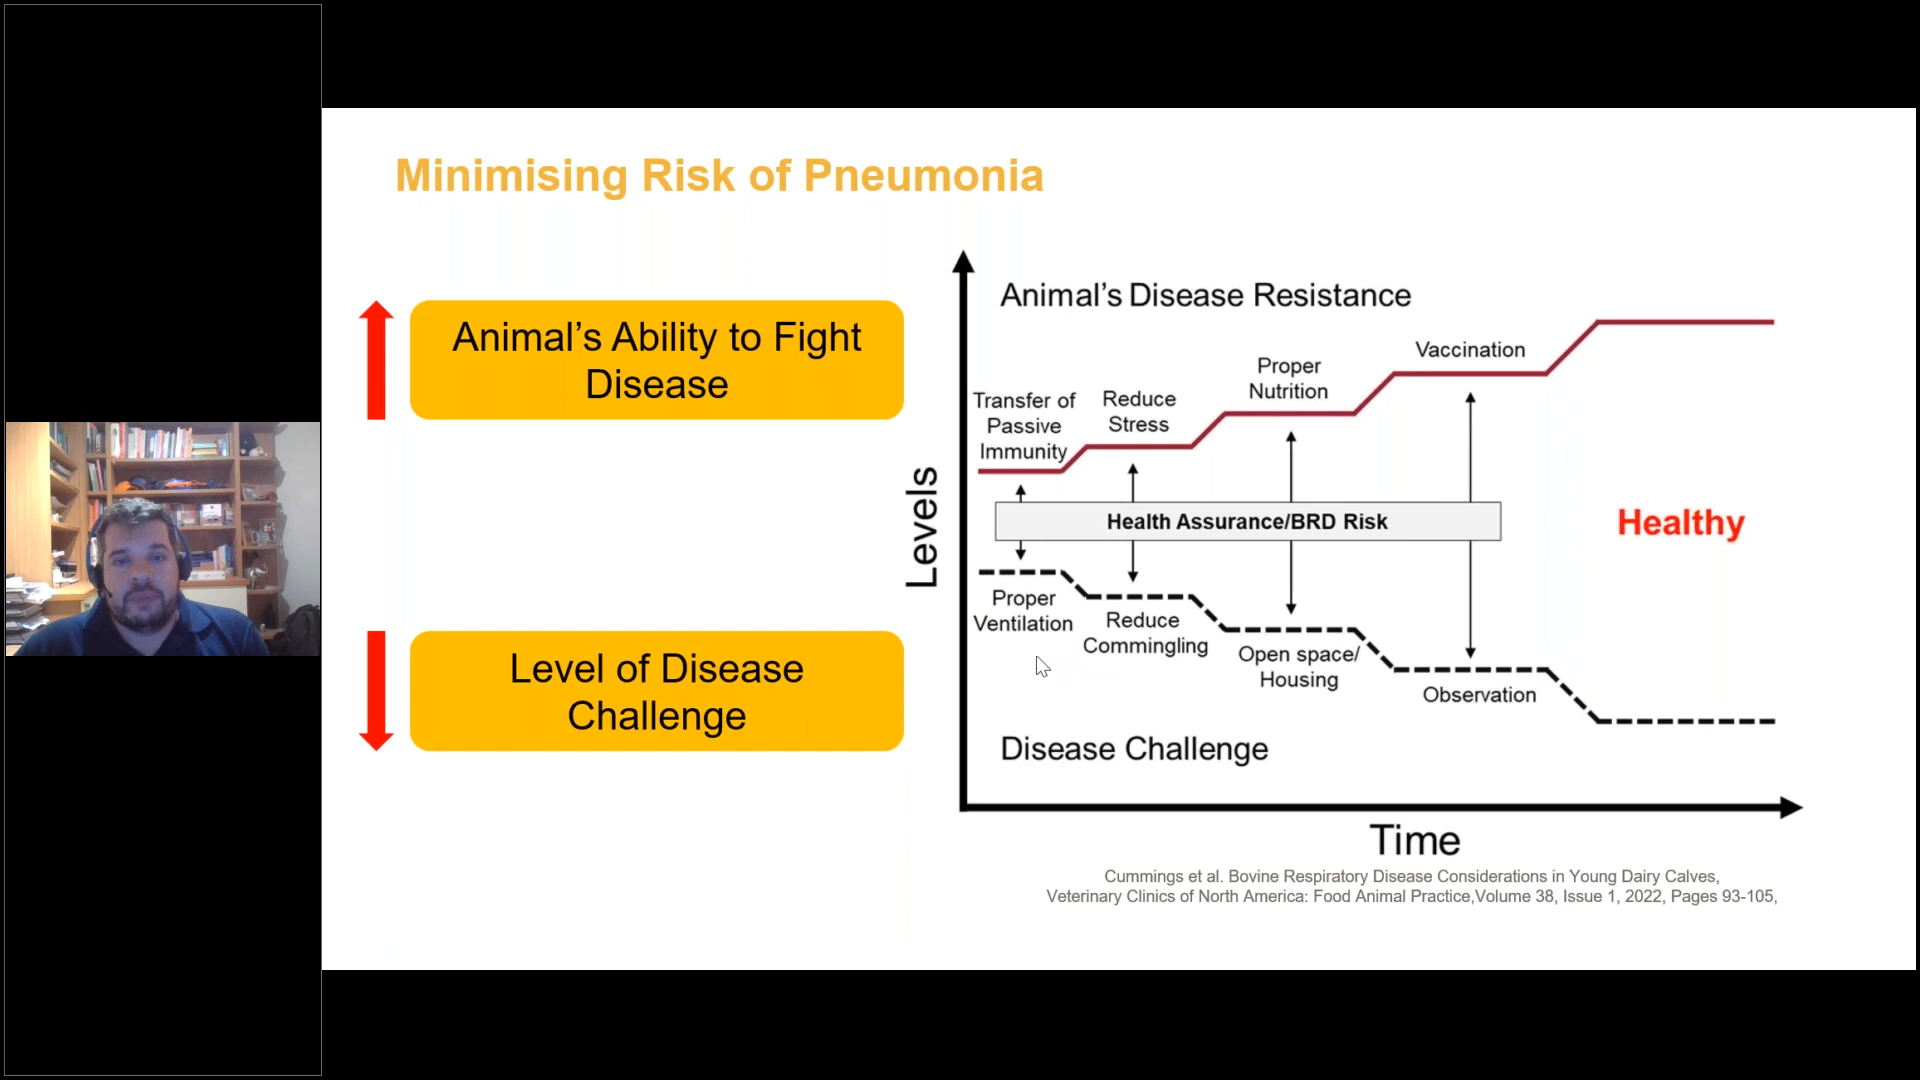 Minimising Risk of Pneumonia
Animal's Ability to Fight
Disease
Level of Disease
Challenge
Levels
Animal's Disease Resistance
Transfer of
Passive
Immunity
Reduce
Stress
Proper
Nutrition
Vaccination
Health Assurance/BRD Risk
Healthy
Proper
Ventilation
Reduce
Commingling
Open space/
Housing
Observation
Disease Challenge
Time
Cummings et al. Bovine Respiratory Disease Considerations in Young Dairy Calves,
Veterinary Clinics of North America: Food Animal Practice,Volume 38, Issue 1, 2022, Pages 93-105,